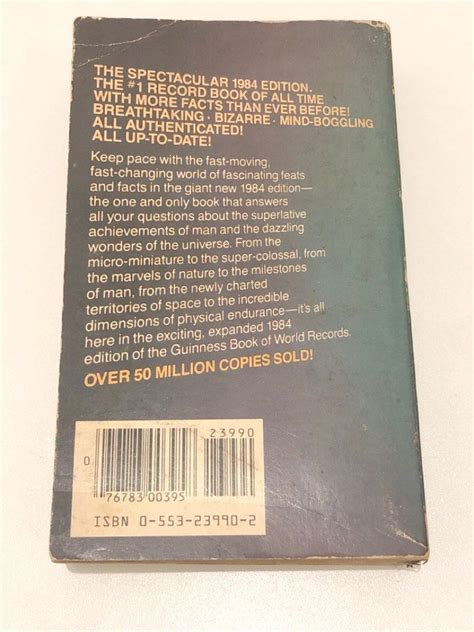 THE SPECTACULAR 1984 EDITION.
THE #1 RECORD BOOK OF ALL TIME
WITH MORE FACTS THAN EVER BEFORE!
BREATHTAKING · BIZARRE · MIND-BOGGLING
ALL AUTHENTICATED!
ALL UP-TO-DATE!
Keep pace with the fast-moving,
fast-changing world of fascinating feats
and facts in the giant new 1984 edition—
the one and only book that answers
all your questions about the superlative
achievements of man and the dazzling
wonders of the universe. From the
micro-miniature to the super-colossal, from
the marvels of nature to the milestones
of man, from the newly charted
territories of space to the incredible
dimensions of physical endurance—it's all
here in the exciting, expanded 1984
edition of the Guinness Book of World Records.
OVER 50 MILLION COPIES SOLD!
23990
0
76783 00395
ISBN 0-553-23990-2